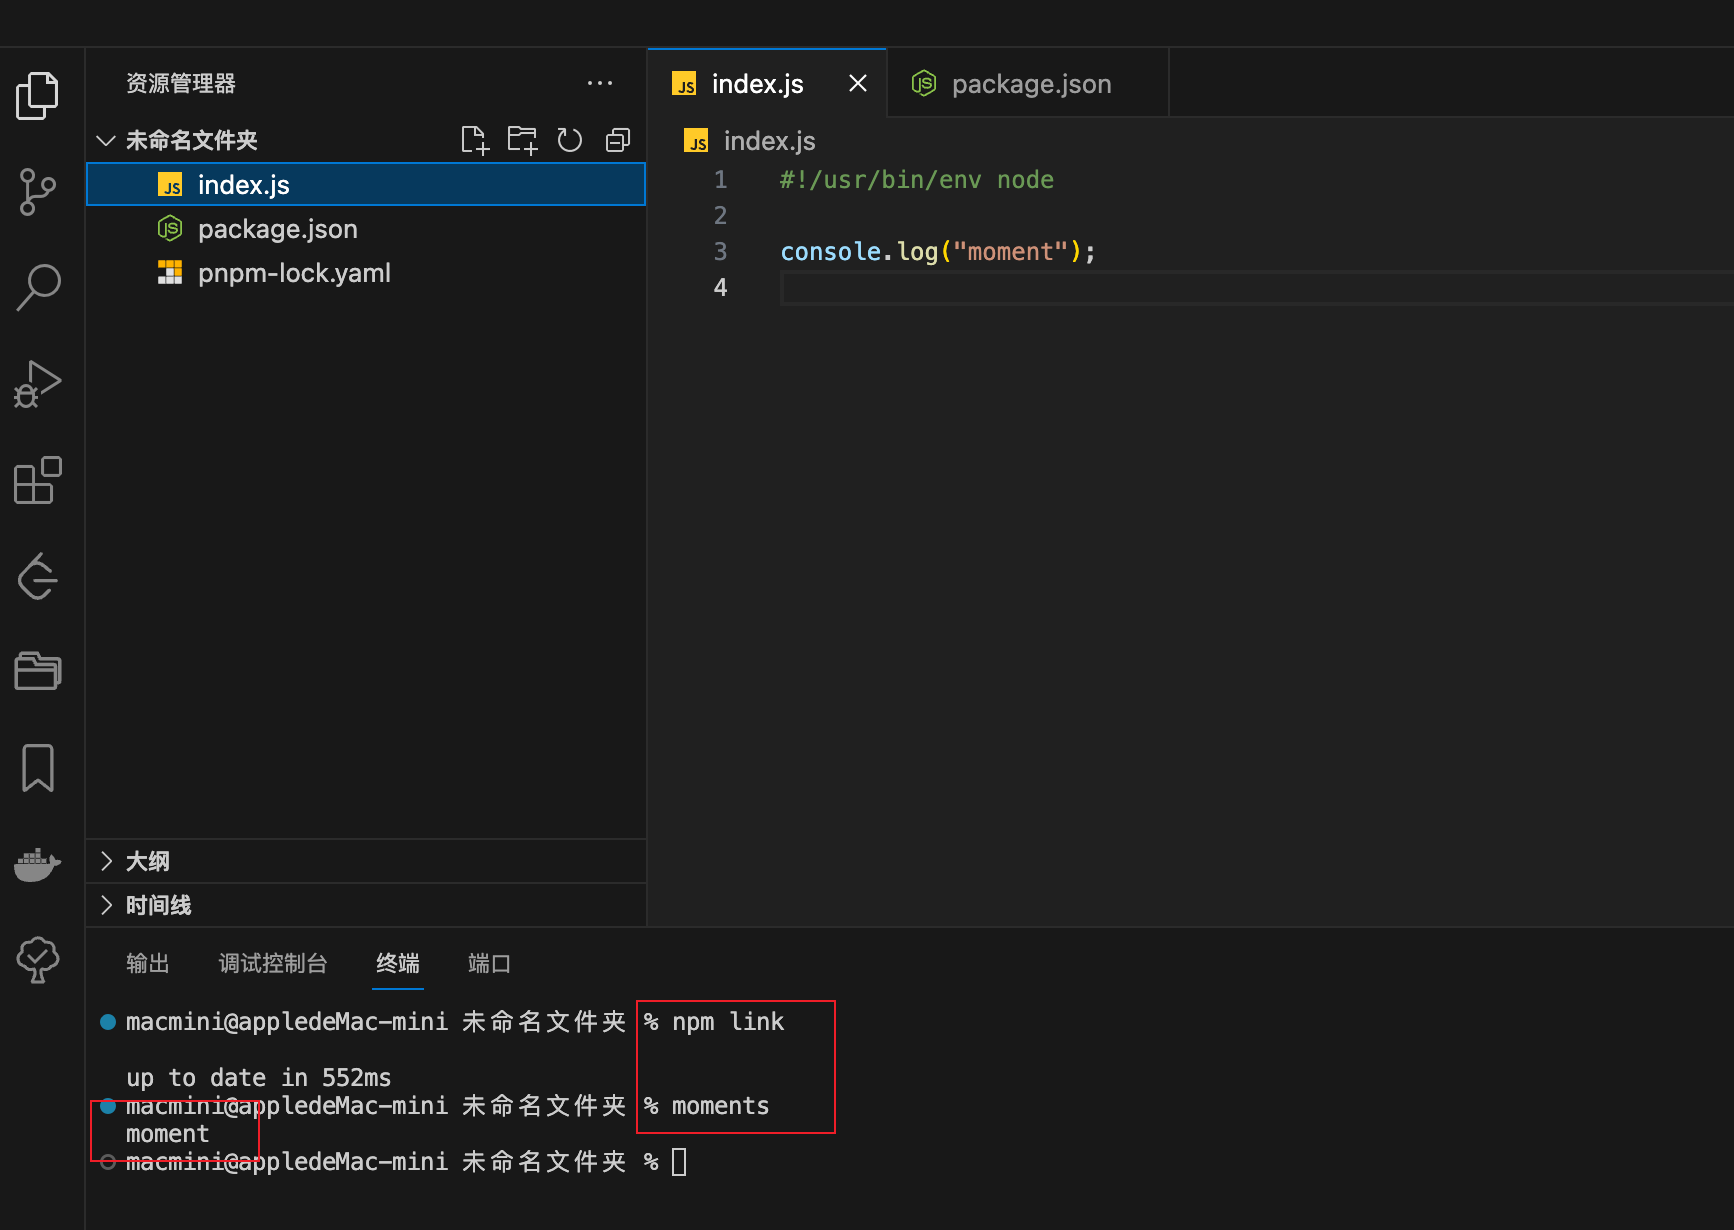 资源管理器
未命名文件夹
index.js
package.json
pnpm-lock.yaml
大纲
时间线
index.js
package.json
index.js
1 #!/usr/bin/env node
2
3 console.log("moment");
4
输出 调试控制台 终端 端口
macmini@appledeMac-mini 未命名文件夹 % npm link
up to date in 552ms
macmini@appledeMac-mini 未命名文件夹 % moments
moment
macmini@appledeMac-mini 未命名文件夹 %